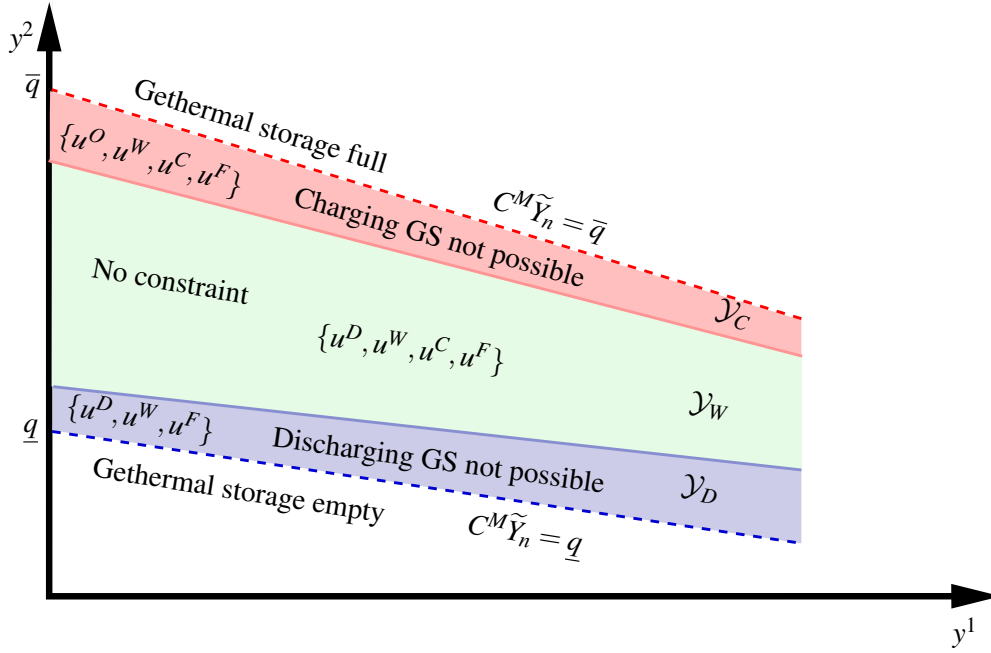 y²
q̅
Gethermal storage full
{u^O, u^W, u^C, u^F}
Charging GS not possible
C^M Ỹ_n = q̅
𝒴_C
No constraint
{u^D, u^W, u^C, u^F}
𝒴_W
{u^D, u^W, u^F}
q̲
Discharging GS not possible
𝒴_D
Gethermal storage empty
C^M Ỹ_n = q̲
y¹